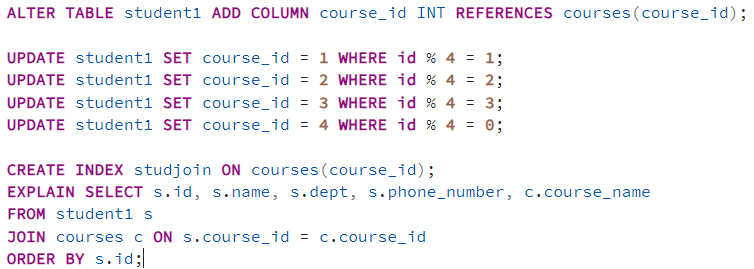 ALTER TABLE student1 ADD COLUMN course_id INT REFERENCES courses(course_id);
UPDATE student1 SET course_id = 1 WHERE id % 4 = 1;
UPDATE student1 SET course_id = 2 WHERE id % 4 = 2;
UPDATE student1 SET course_id = 3 WHERE id % 4 = 3;
UPDATE student1 SET course_id = 4 WHERE id % 4 = 0;
CREATE INDEX studjoin ON courses(course_id);
EXPLAIN SELECT s.id, s.name, s.dept, s.phone_number, c.course_name
FROM student1 s
JOIN courses c ON s.course_id = c.course_id
ORDER BY s.id;